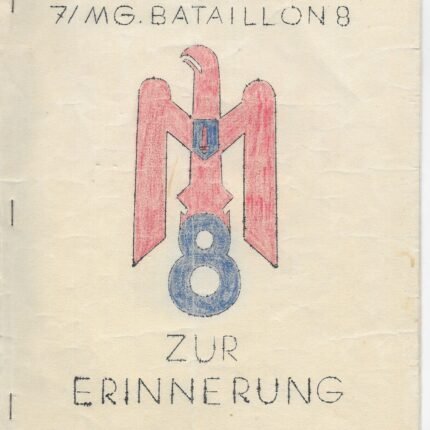 7/MG. BATAILLON 8
8
ZUR
ERINNERUNG